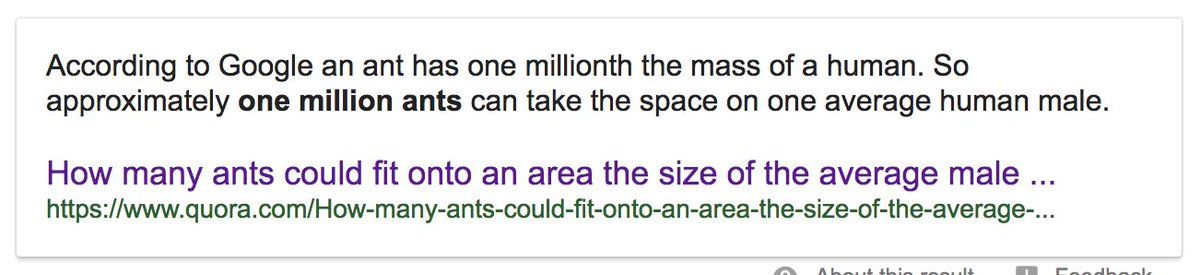 According to Google an ant has one millionth the mass of a human. So
approximately one million ants can take the space on one average human male.
How many ants could fit onto an area the size of the average male ...
https://www.quora.com/How-many-ants-could-fit-onto-an-area-the-size-of-the-average-...
About this result Feedback